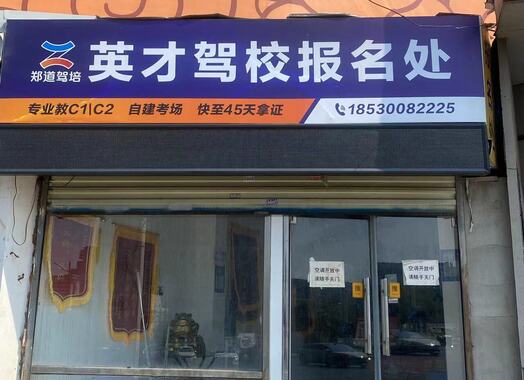 英才驾校报名处
郑道驾培
专业教C1|C2 自建考场 快至45天拿证
18530082225
空调开放中
请随手关门
空调开放中
请随手关门
推
推